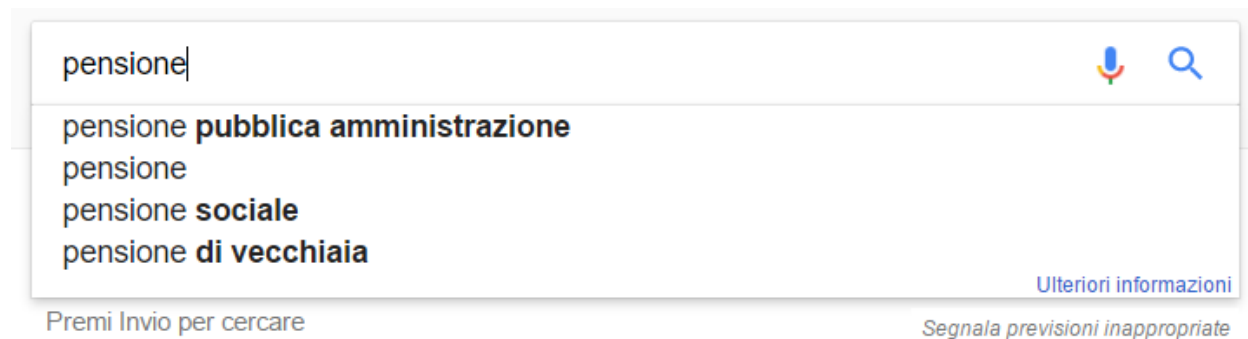 pensione
pensione pubblica amministrazione
pensione
pensione sociale
pensione di vecchiaia
Ulteriori informazioni
Premi Invio per cercare
Segnala previsioni inappropriate